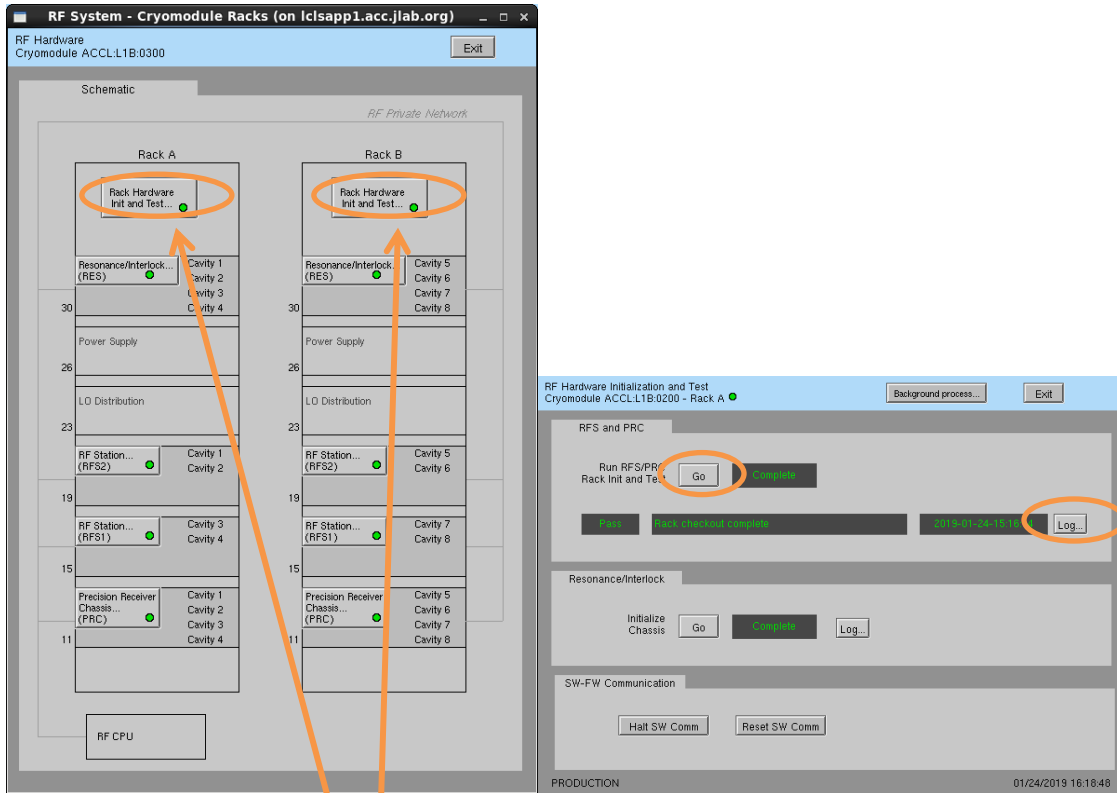 RF System - Cryomodule Racks (on lclsapp1.acc.jlab.org)
RF Hardware
Cryomodule ACCL:L1B:0300
Exit
Schematic
RF Private Network
Rack A
Rack Hardware
Init and Test...
Resonance/Interlock...
(RES)
Cavity 1
Cavity 2
Cavity 3
Cavity 4
30
Power Supply
26
LO Distribution
23
RF Station...
(RFS2)
Cavity 1
Cavity 2
19
RF Station...
(RFS1)
Cavity 3
Cavity 4
15
Precision Receiver
Chassis...
(PRC)
Cavity 1
Cavity 2
Cavity 3
Cavity 4
11
RF CPU
Rack B
Rack Hardware
Init and Test...
Resonance/Interlock...
(RES)
Cavity 5
Cavity 6
Cavity 7
Cavity 8
30
Power Supply
26
LO Distribution
23
RF Station...
(RFS2)
Cavity 5
Cavity 6
19
RF Station...
(RFS1)
Cavity 7
Cavity 8
15
Precision Receiver
Chassis...
(PRC)
Cavity 5
Cavity 6
Cavity 7
Cavity 8
11
RF Hardware Initialization and Test
Cryomodule ACCL:L1B:0200 - Rack A
Background process...
Exit
RFS and PRC
Run RFS/PRC
Rack Init and Test
Go
Complete
Pass
Rack checkout complete
Log...
Resonance/Interlock
Initialize
Chassis
Go
Complete
Log...
SW-FW Communication
Halt SW Comm
Reset SW Comm
PRODUCTION
01/24/2019 16:18:48